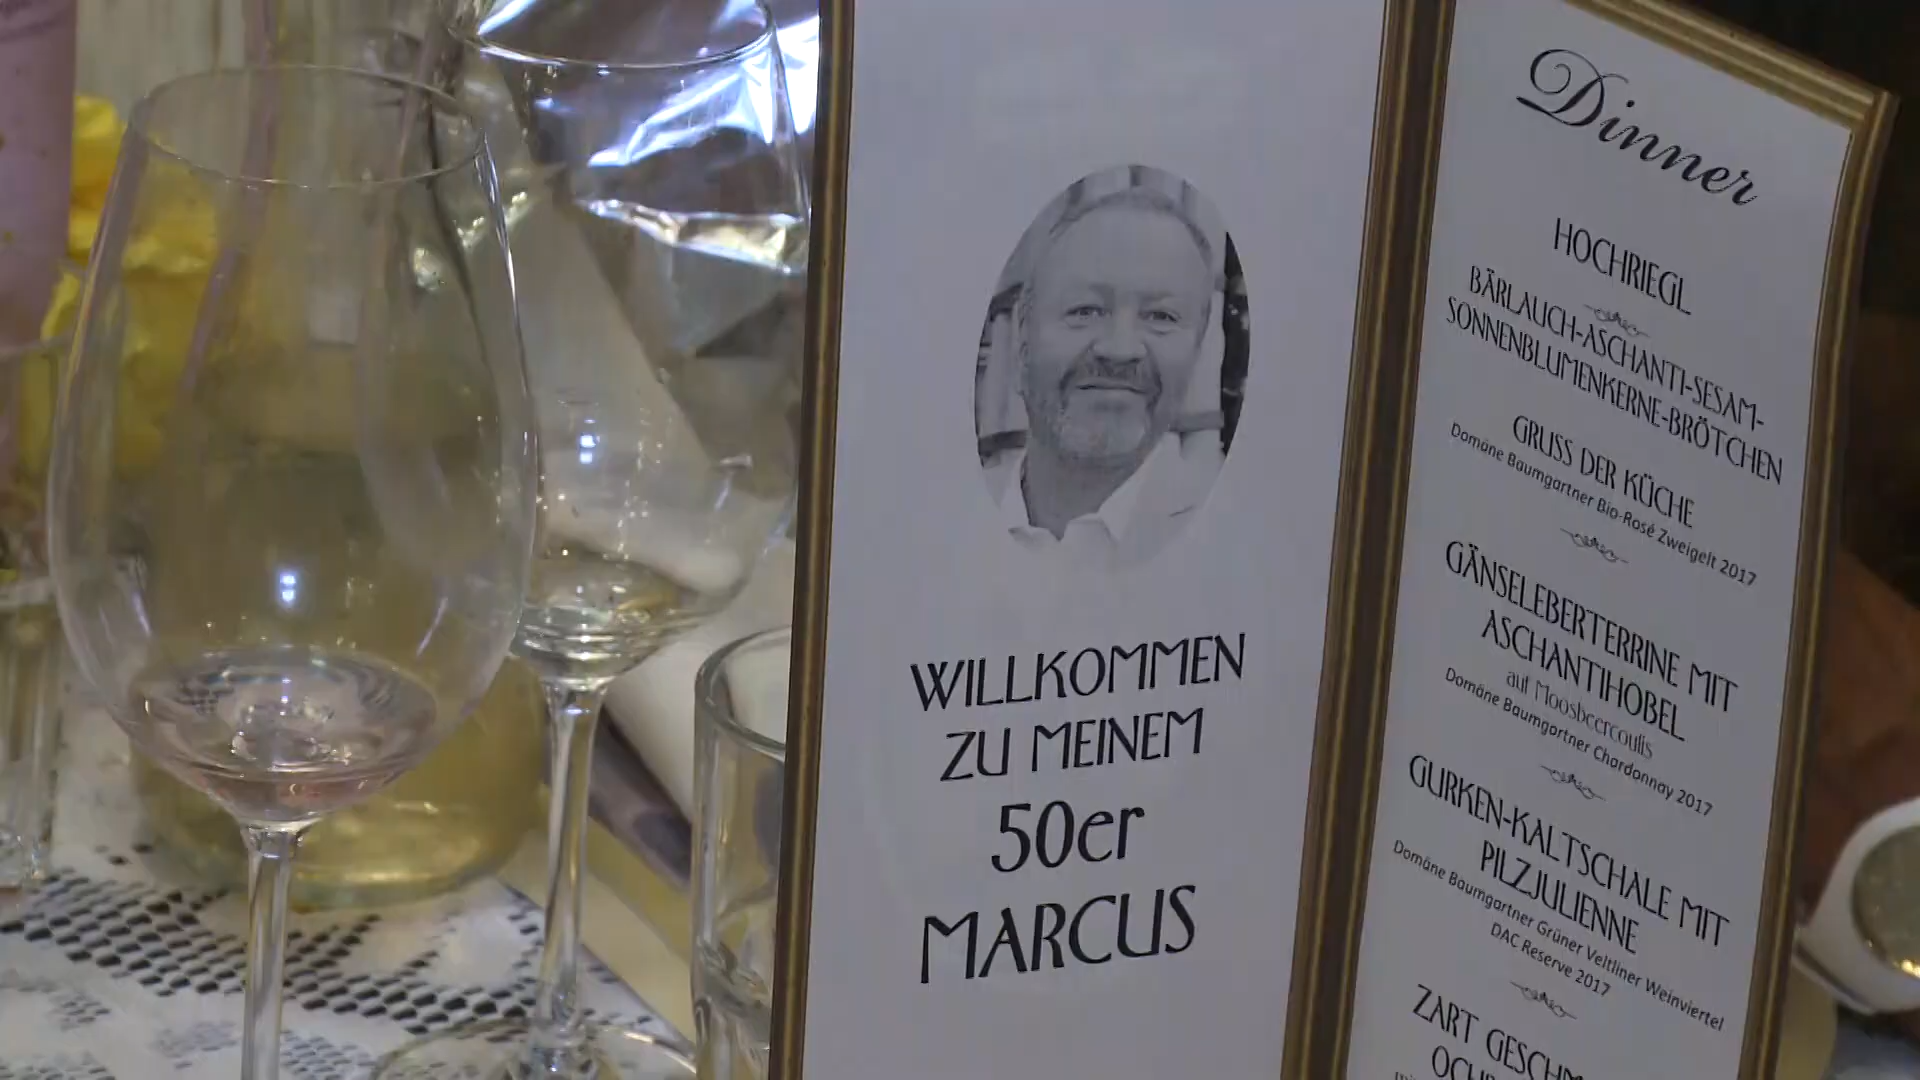 WILLKOMMEN
ZU MEINEM
50er
MARCUS
Dinner
HOCHRIEGL
BÄRLAUCH-ASCHANTI-SESAM-
SONNENBLUMENKERNE-BRÖTCHEN
GRUSS DER KÜCHE
Domäne Baumgartner Bio-Rosé Zweigelt 2017
GÄNSELEBERTERRINE MIT
ASCHANTIHOBEL
auf Moosbeercoulis
Domäne Baumgartner Chardonnay 2017
GURKEN-KALTSCHALE MIT
PILZJULIENNE
Domäne Baumgartner Grüner Veltliner Weinviertel
DAC Reserve 2017
ZART